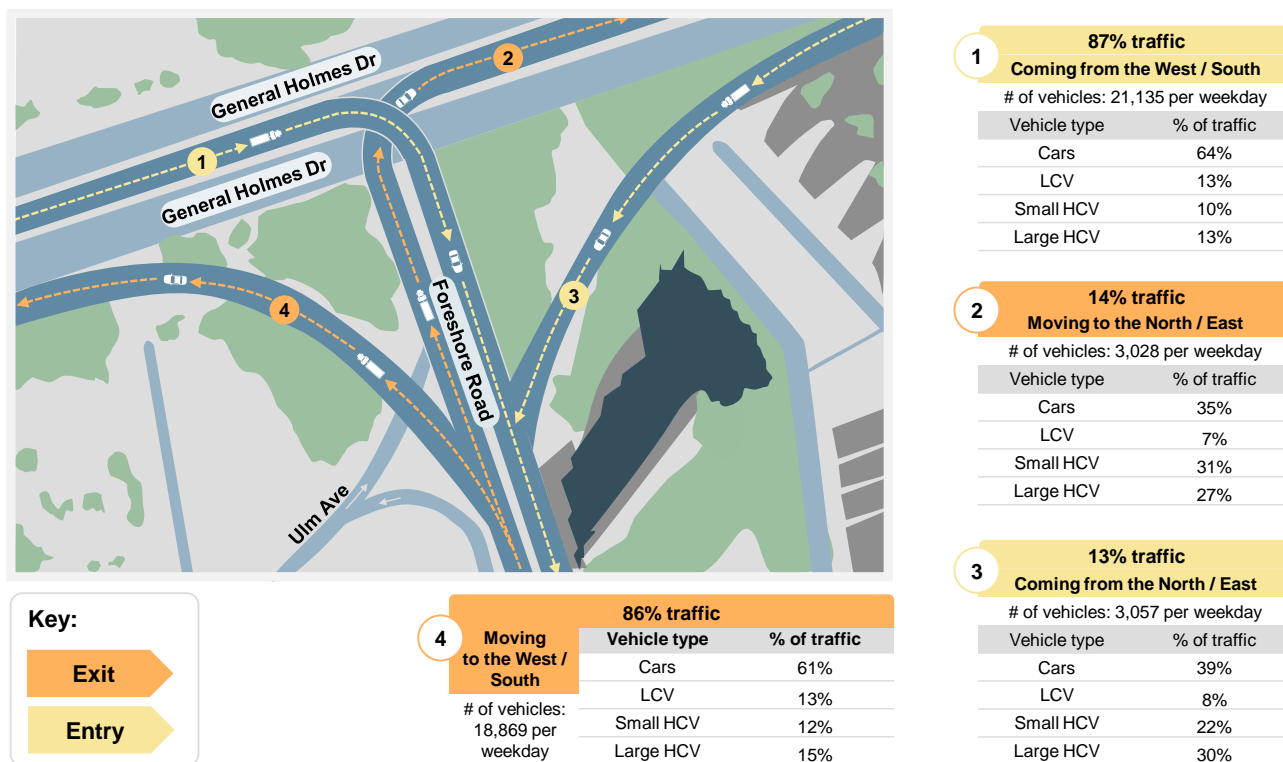 General Holmes Dr
General Holmes Dr
Foreshore Road
Ulm Ave
1
2
3
4
1
87% traffic
Coming from the West / South
# of vehicles: 21,135 per weekday
Vehicle type % of traffic
Cars 64%
LCV 13%
Small HCV 10%
Large HCV 13%
2
14% traffic
Moving to the North / East
# of vehicles: 3,028 per weekday
Vehicle type % of traffic
Cars 35%
LCV 7%
Small HCV 31%
Large HCV 27%
3
13% traffic
Coming from the North / East
# of vehicles: 3,057 per weekday
Vehicle type % of traffic
Cars 39%
LCV 8%
Small HCV 22%
Large HCV 30%
4
86% traffic
Moving
to the West /
South
# of vehicles:
18,869 per
weekday
Vehicle type % of traffic
Cars 61%
LCV 13%
Small HCV 12%
Large HCV 15%
Key:
Exit
Entry